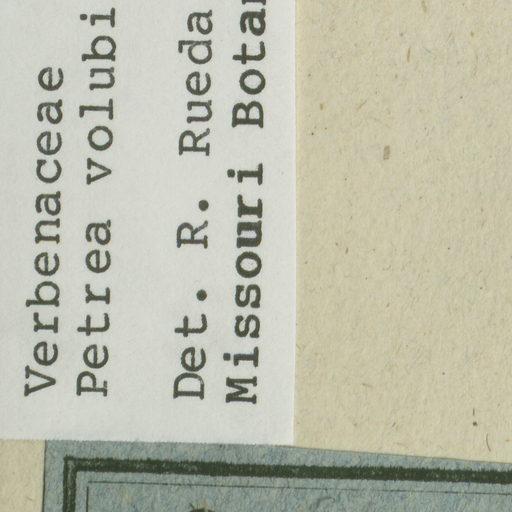 Verbenaceae
Petrea volubi
Det. R. Rueda
Missouri Bota